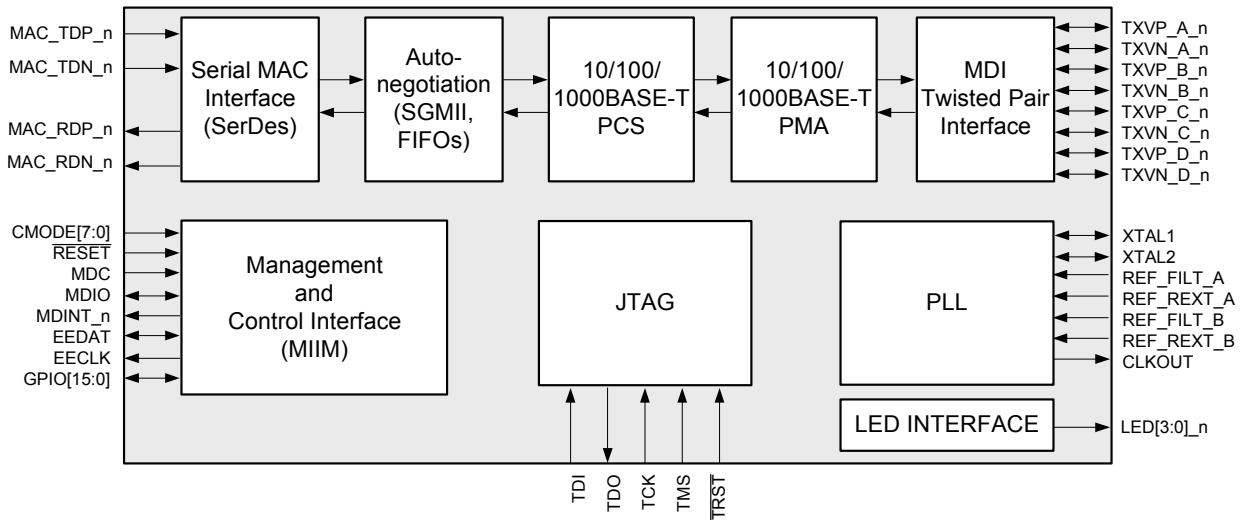 MAC_TDP_n
MAC_TDN_n
MAC_RDP_n
MAC_RDN_n
Serial MAC
Interface
(SerDes)
Auto-
negotiation
(SGMII,
FIFOs)
10/100/
1000BASE-T
PCS
10/100/
1000BASE-T
PMA
MDI
Twisted Pair
Interface
TXVP_A_n
TXVN_A_n
TXVP_B_n
TXVN_B_n
TXVP_C_n
TXVN_C_n
TXVP_D_n
TXVN_D_n
CMODE[7:0]
RESET
MDC
MDIO
MDINT_n
EEDAT
EECLK
GPIO[15:0]
Management
and
Control Interface
(MIIM)
JTAG
PLL
XTAL1
XTAL2
REF_FILT_A
REF_REXT_A
REF_FILT_B
REF_REXT_B
CLKOUT
LED INTERFACE
LED[3:0]_n
TDI
TDO
TCK
TMS
TRST